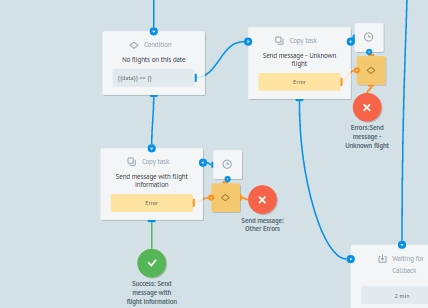 Condition
No flights on this date
{{data}} == {}
Copy task
Send message - Unknown
flight
Error
Errors:Send
message -
Unknown flight
Copy task
Send message with flight
information
Error
Send message:
Other Errors
Success: Send
message with
flight information
Waiting for
Callback
2 min